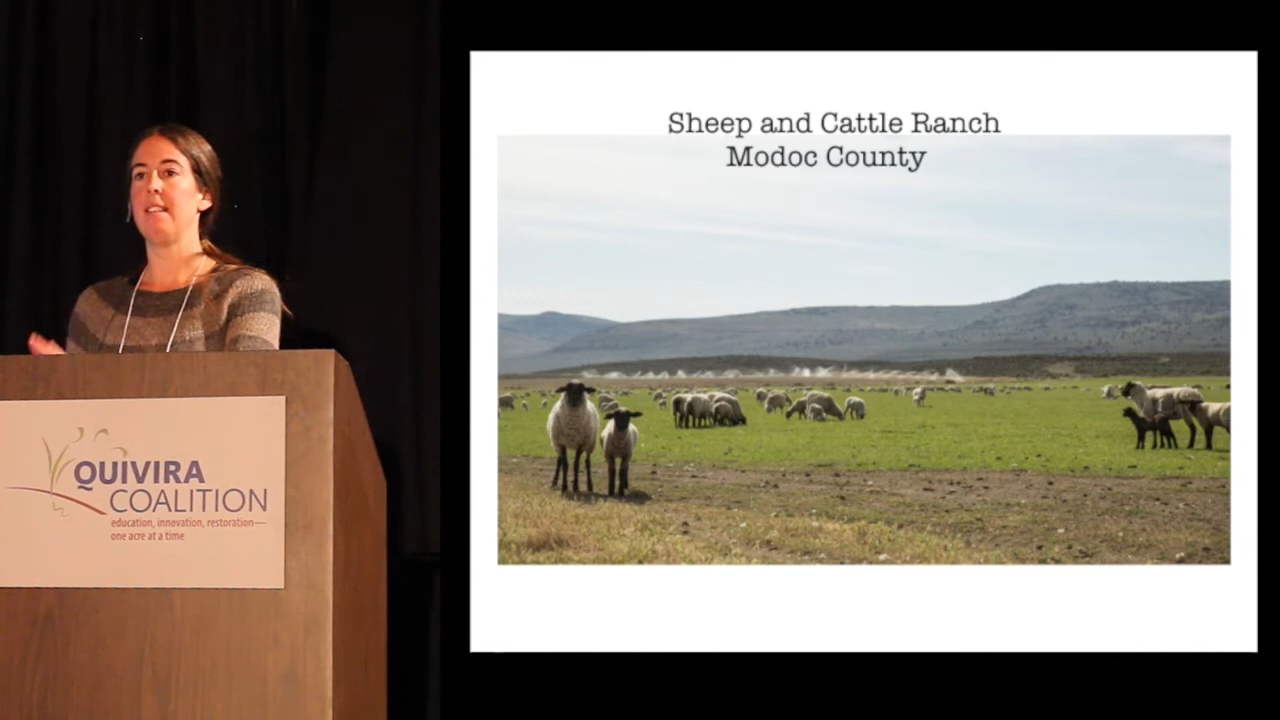 Sheep and Cattle Ranch
Modoc County
QUIVIRA
COALITION
education, innovation, restoration—
one acre at a time